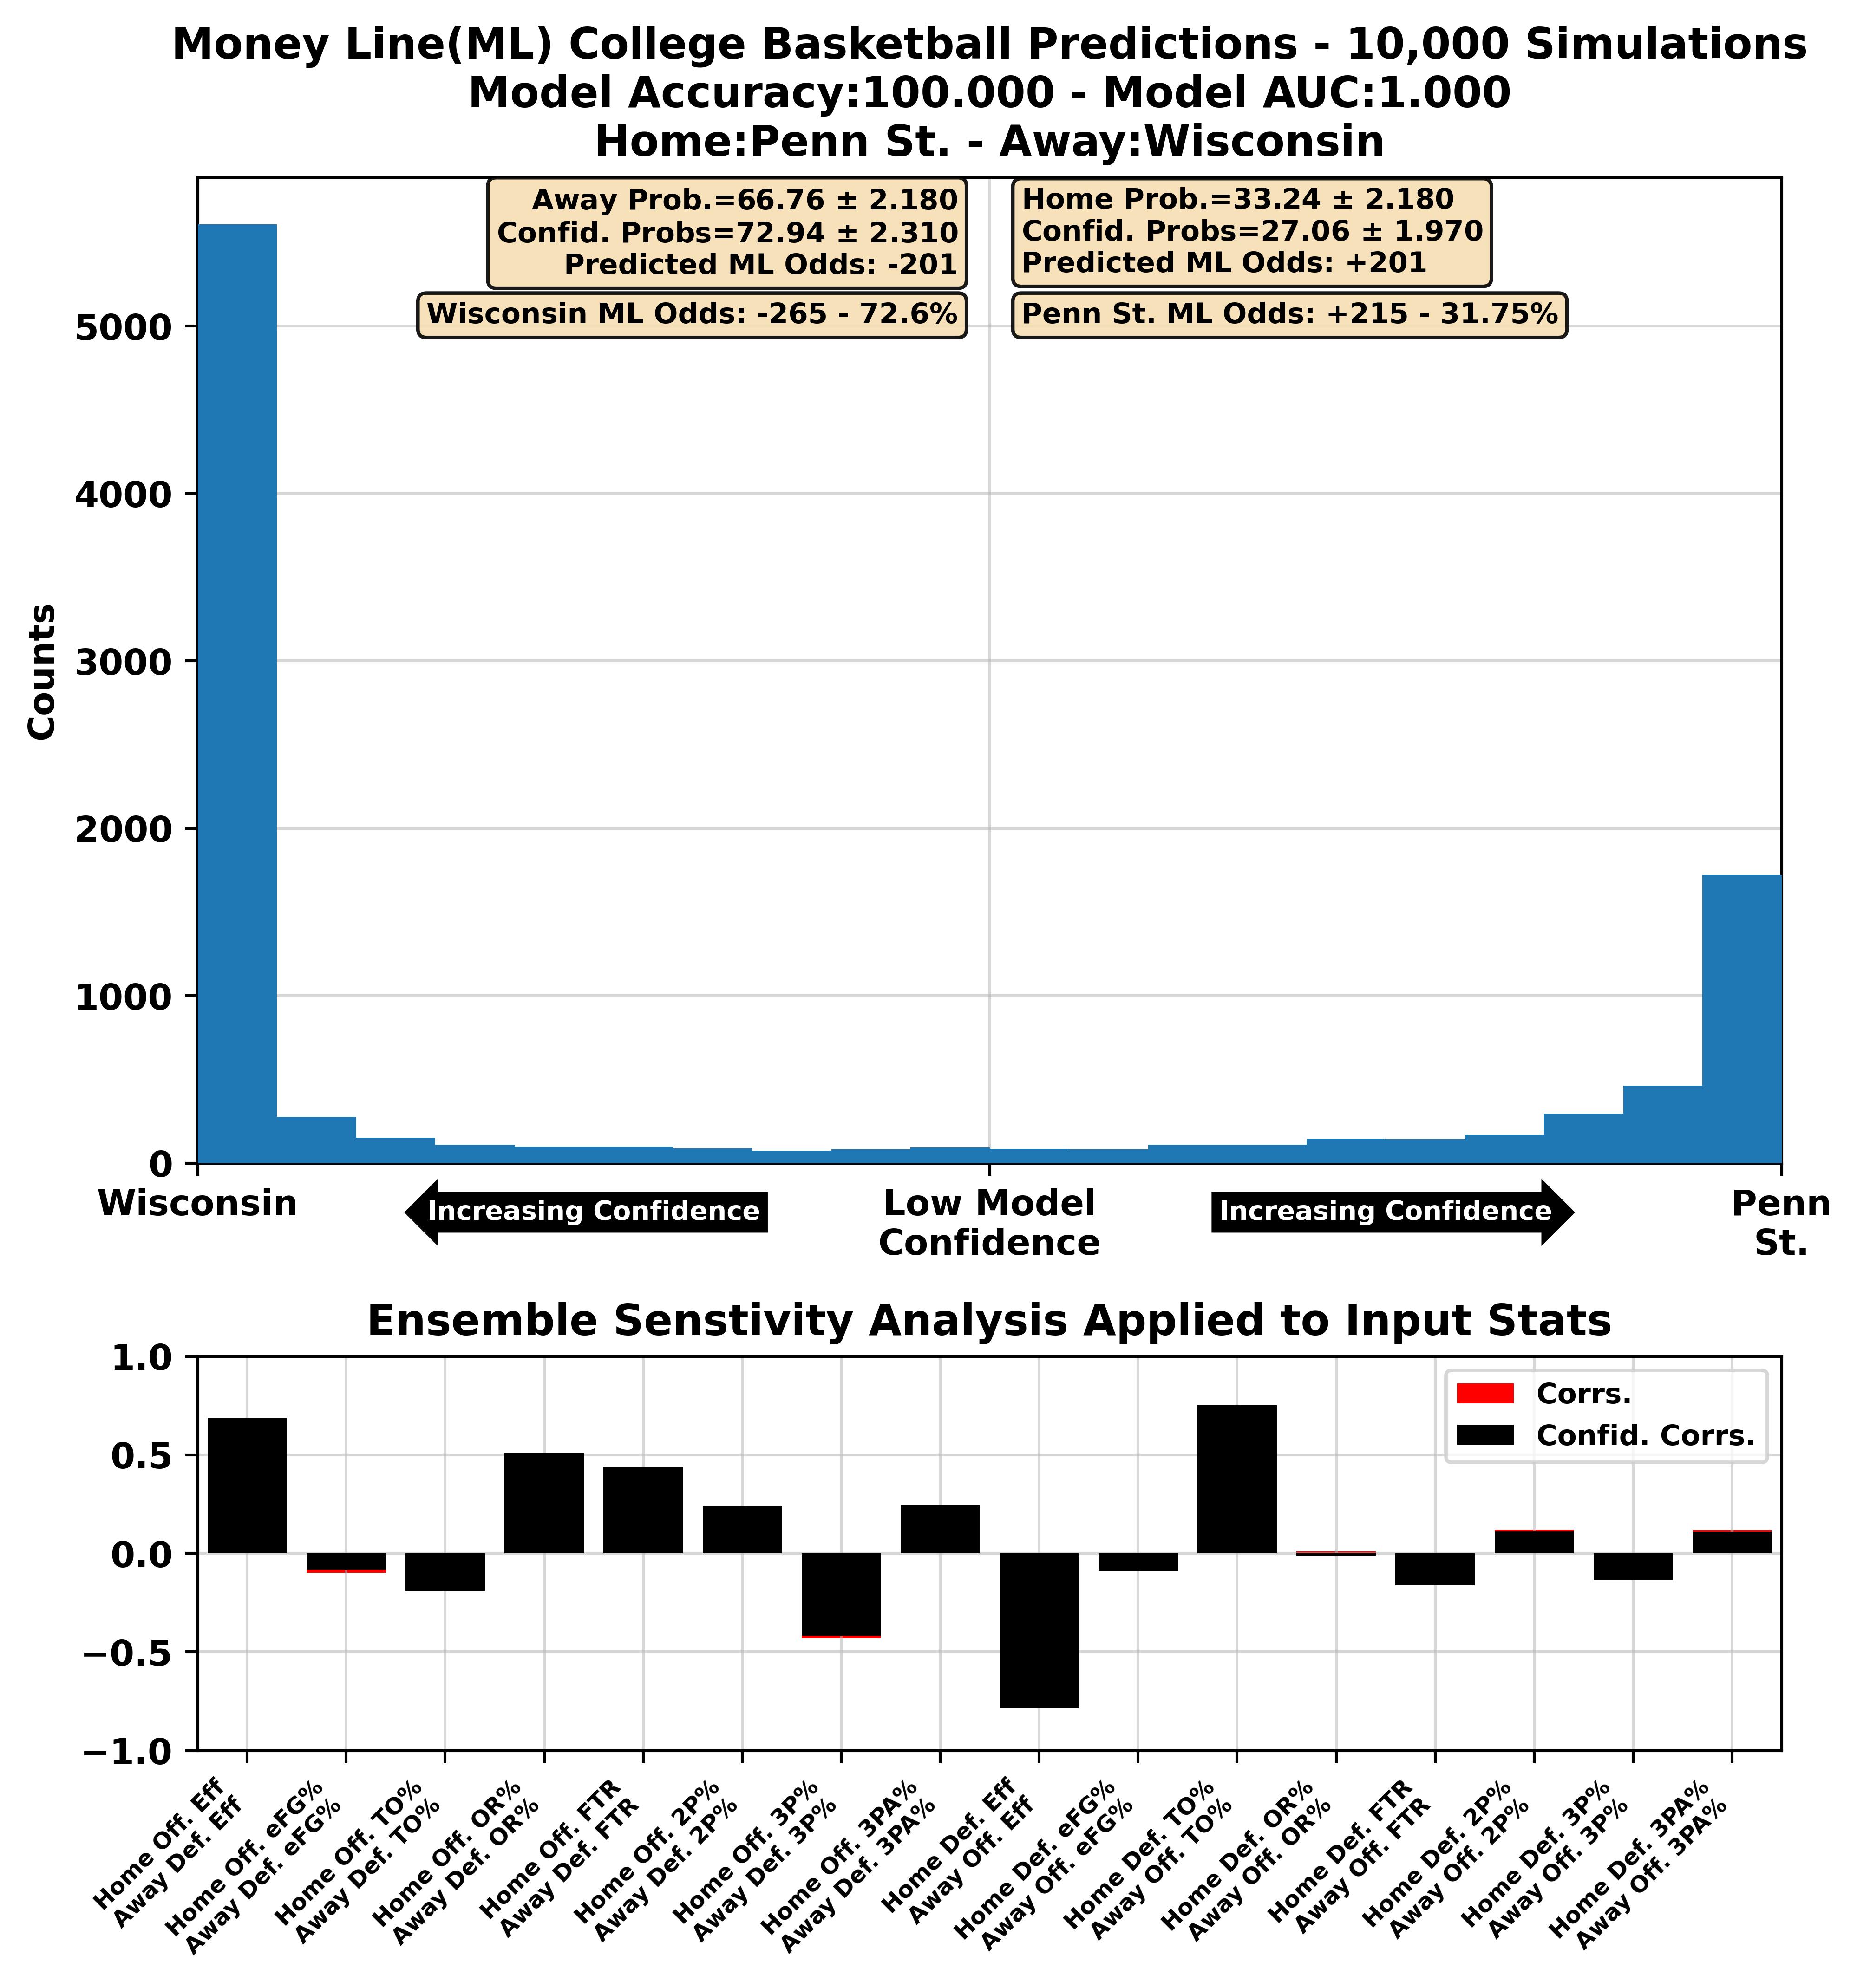 Money Line(ML) College Basketball Predictions - 10,000 Simulations
Model Accuracy:100.000 - Model AUC:1.000
Home:Penn St. - Away:Wisconsin
Away Prob.=66.76 ± 2.180
Confid. Probs=72.94 ± 2.310
Predicted ML Odds: -201
Wisconsin ML Odds: -265 - 72.6%
Home Prob.=33.24 ± 2.180
Confid. Probs=27.06 ± 1.970
Predicted ML Odds: +201
Penn St. ML Odds: +215 - 31.75%
Counts
5000
4000
3000
2000
1000
0
Wisconsin
Increasing Confidence
Low Model
Confidence
Increasing Confidence
Penn
St.
Ensemble Senstivity Analysis Applied to Input Stats
1.0
0.5
0.0
−0.5
−1.0
Corrs.
Confid. Corrs.
Home Off. Eff
Away Def. Eff
Home Off. eFG%
Away Def. eFG%
Home Off. TO%
Away Def. TO%
Home Off. OR%
Away Def. OR%
Home Off. FTR
Away Def. FTR
Home Off. 2P%
Away Def. 2P%
Home Off. 3P%
Away Def. 3P%
Home Off. 3PA%
Away Def. 3PA%
Home Def. Eff
Away Off. Eff
Home Def. eFG%
Away Off. eFG%
Home Def. TO%
Away Off. TO%
Home Def. OR%
Away Off. OR%
Home Def. FTR
Away Off. FTR
Home Def. 2P%
Away Off. 2P%
Home Def. 3P%
Away Off. 3P%
Home Def. 3PA%
Away Off. 3PA%